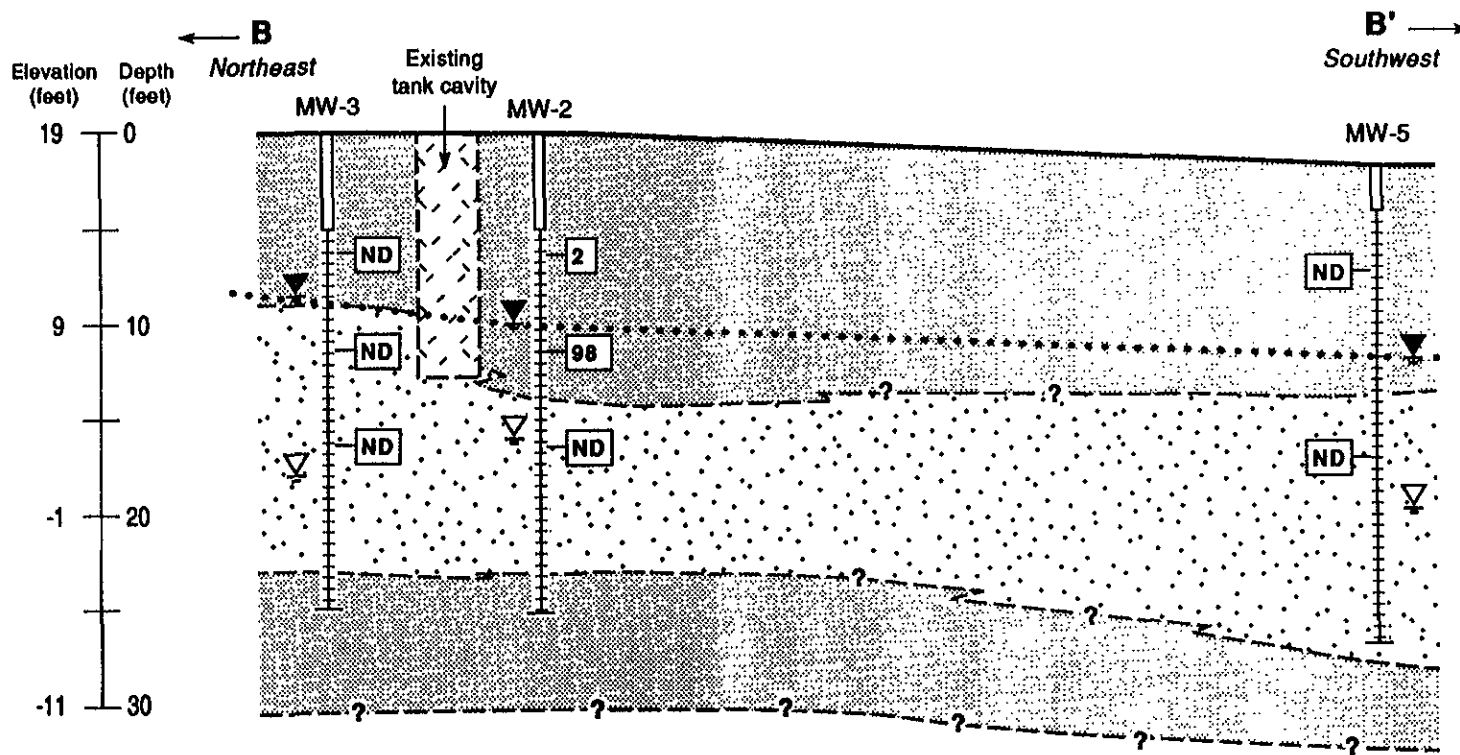 B
B'
Northeast
Southwest
Existing
tank cavity
Elevation
(feet)
Depth
(feet)
MW-3
MW-2
MW-5
19
0
ND
2
ND
9
10
ND
98
?
?
ND
ND
ND
-1
20
?
?
-11
30
?
?
?
?
?
?